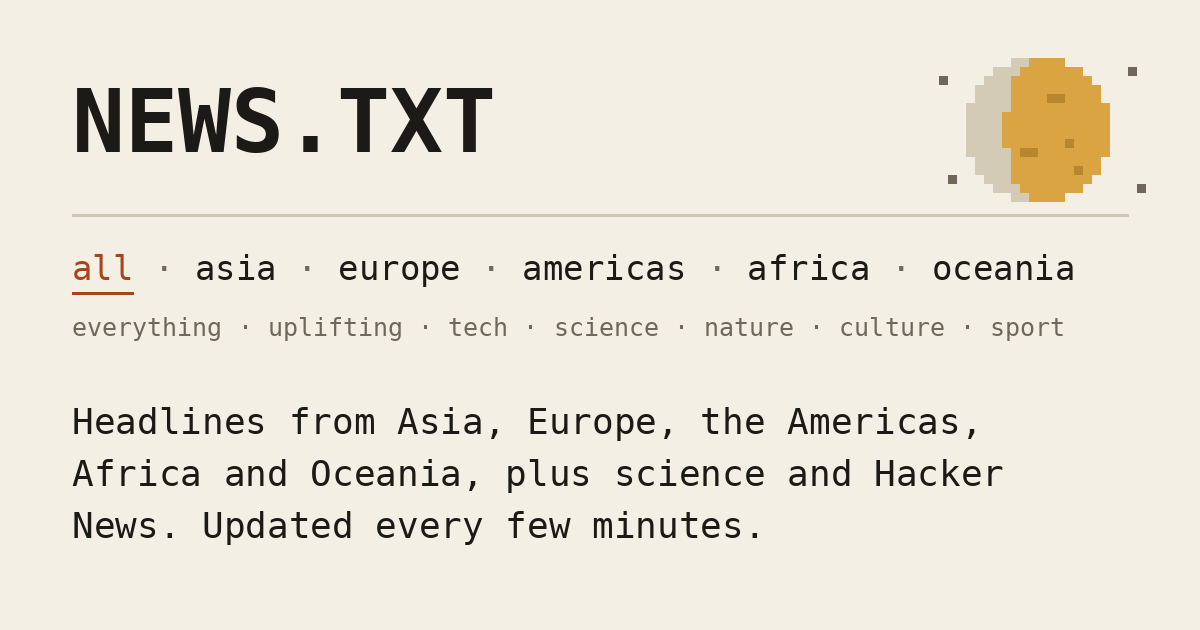 NEWS.TXT
all · asia · europe · americas · africa · oceania
everything · uplifting · tech · science · nature · culture · sport
Headlines from Asia, Europe, the Americas,
Africa and Oceania, plus science and Hacker
News. Updated every few minutes.